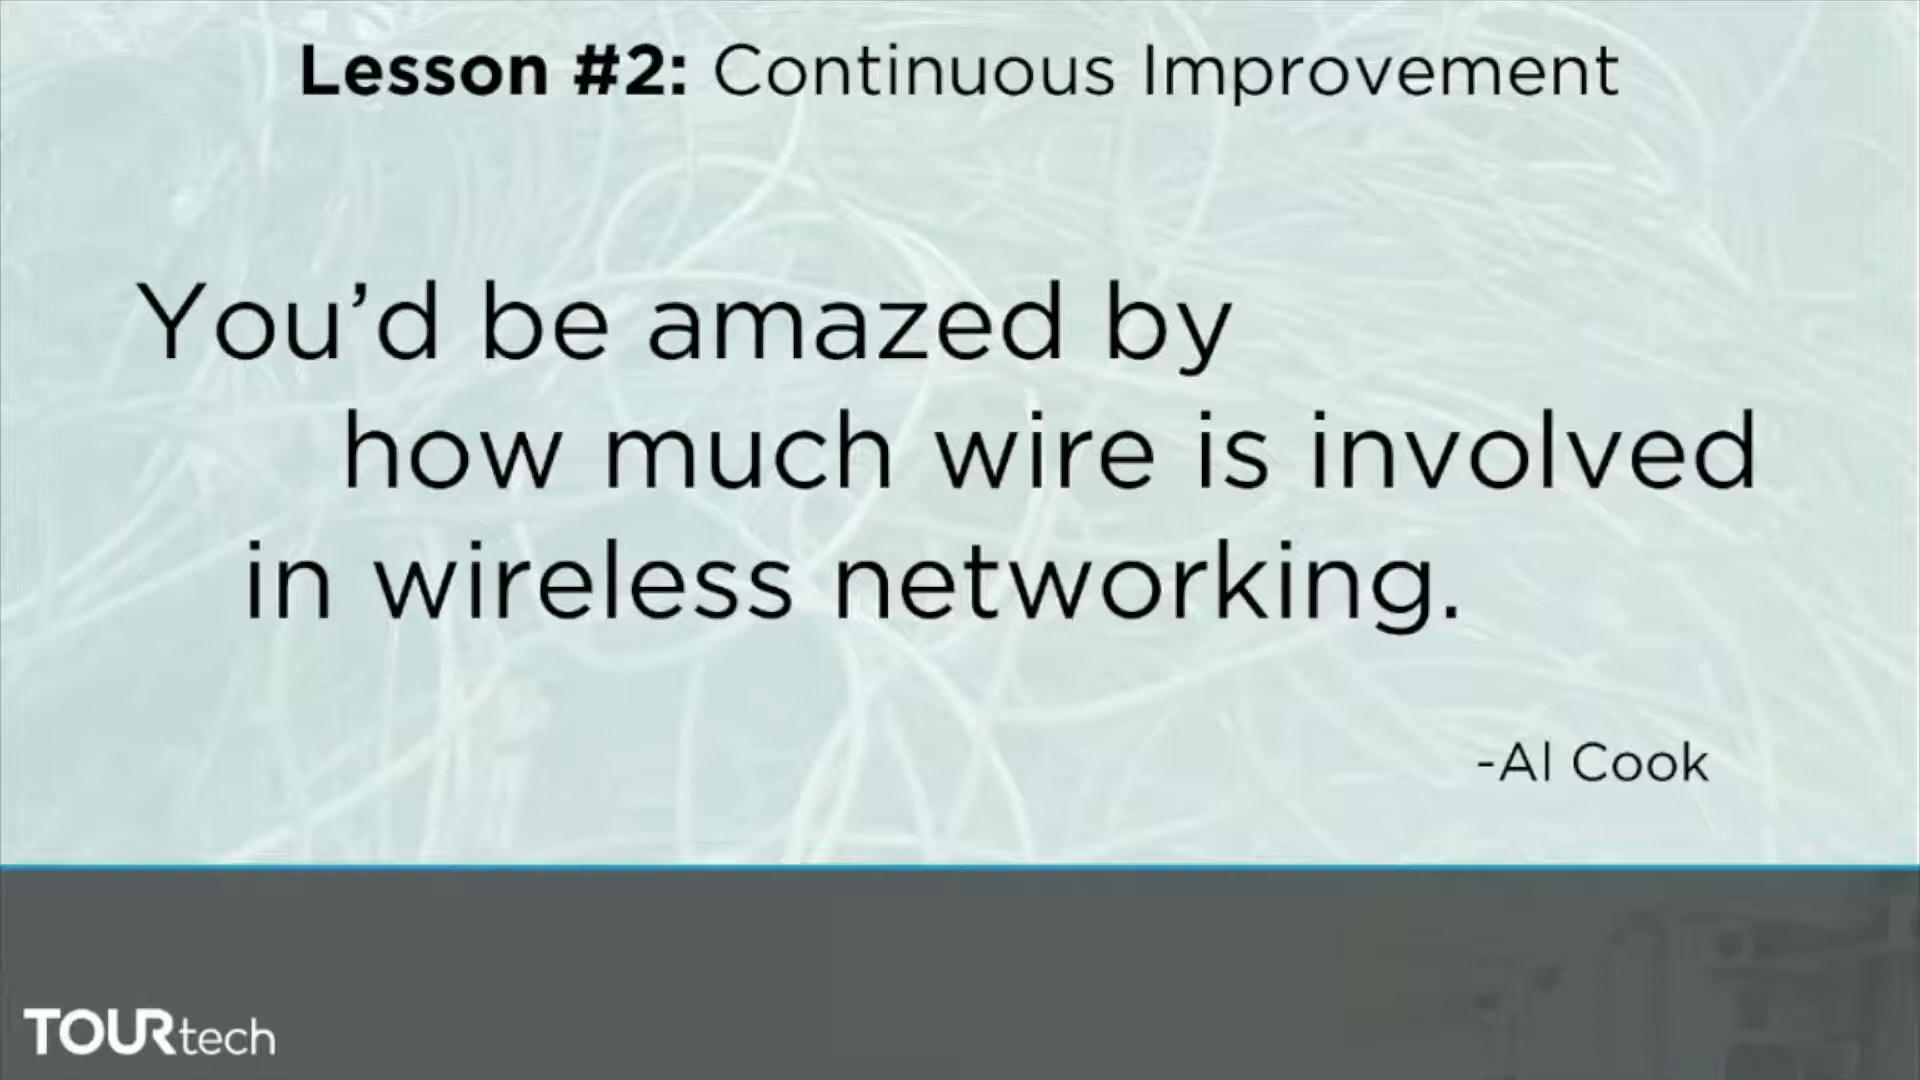 Lesson #2: Continuous Improvement
You’d be amazed by
how much wire is involved
in wireless networking.
-Al Cook
TOURtech